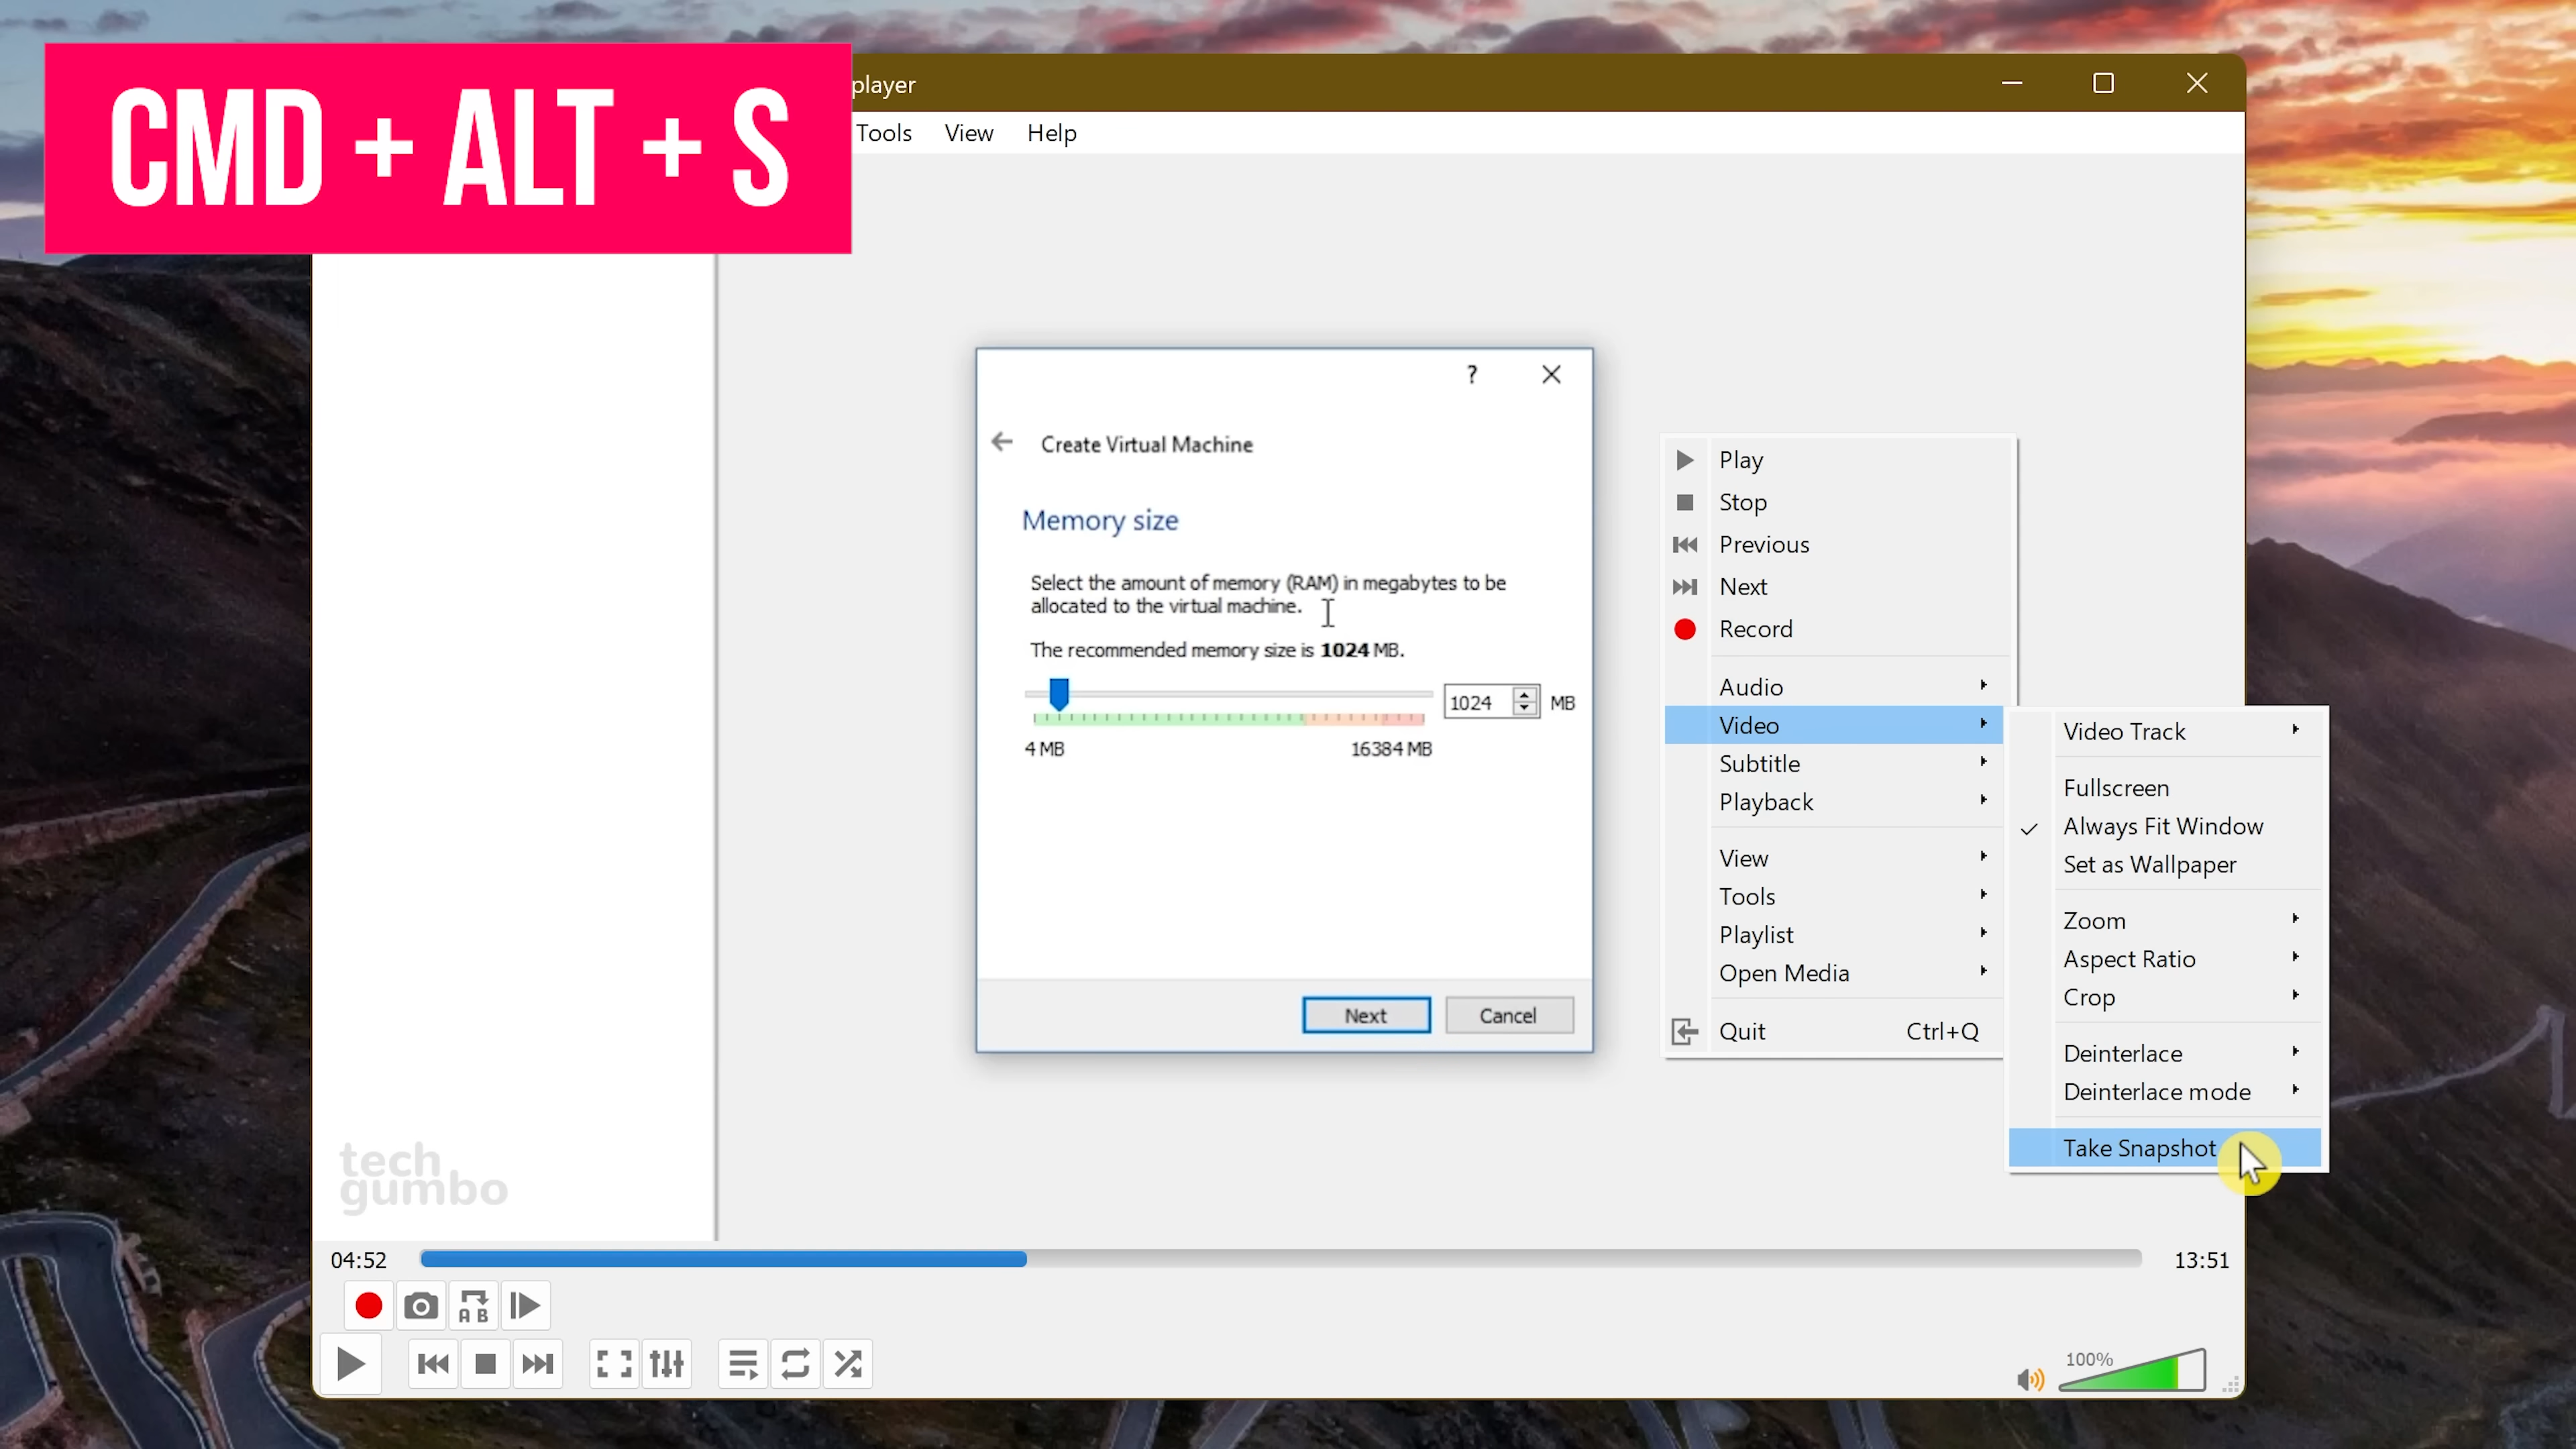 CMD + ALT + S
player
Tools View Help
?
Create Virtual Machine
Memory size
Select the amount of memory (RAM) in megabytes to be
allocated to the virtual machine.
The recommended memory size is 1024 MB.
1024 MB
4 MB 16384 MB
Next Cancel
Play
Stop
Previous
Next
Record
Audio
Video
Subtitle
Playback
View
Tools
Playlist
Open Media
Quit Ctrl+Q
Video Track
Fullscreen
Always Fit Window
Set as Wallpaper
Zoom
Aspect Ratio
Crop
Deinterlace
Deinterlace mode
Take Snapshot
tech
gumbo
04:52 13:51
A B
100%